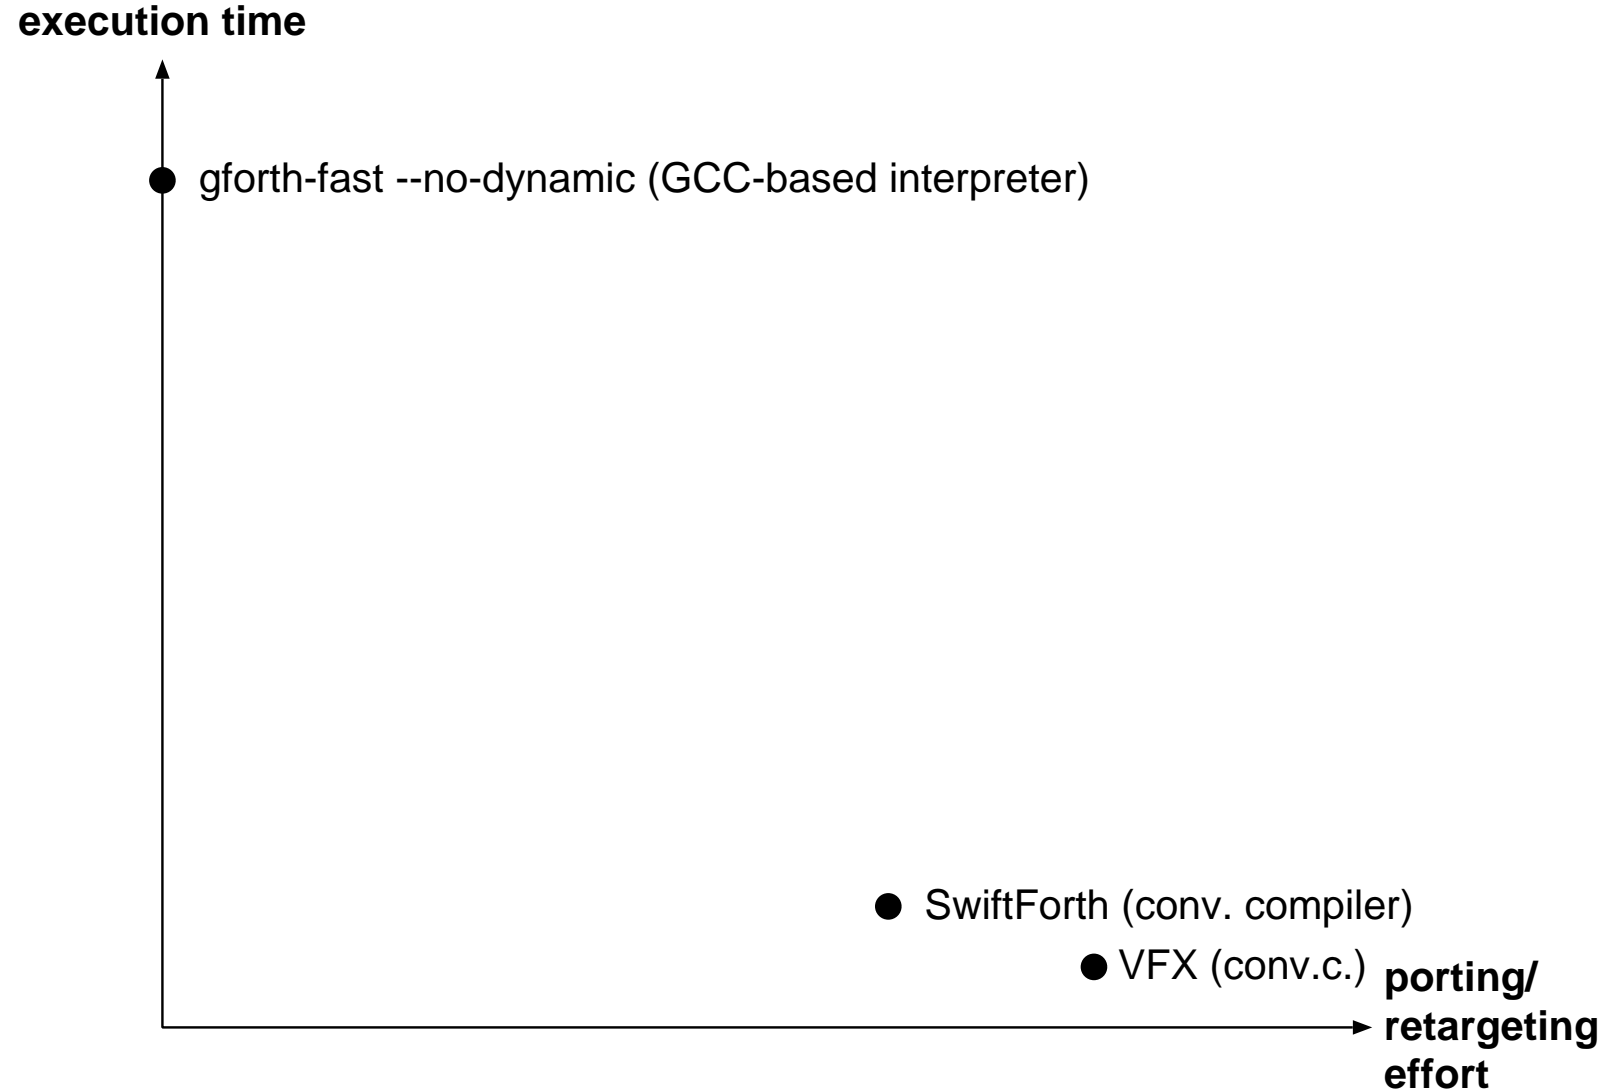 execution time
gforth-fast --no-dynamic (GCC-based interpreter)
SwiftForth (conv. compiler)
VFX (conv.c.)
porting/
retargeting
effort